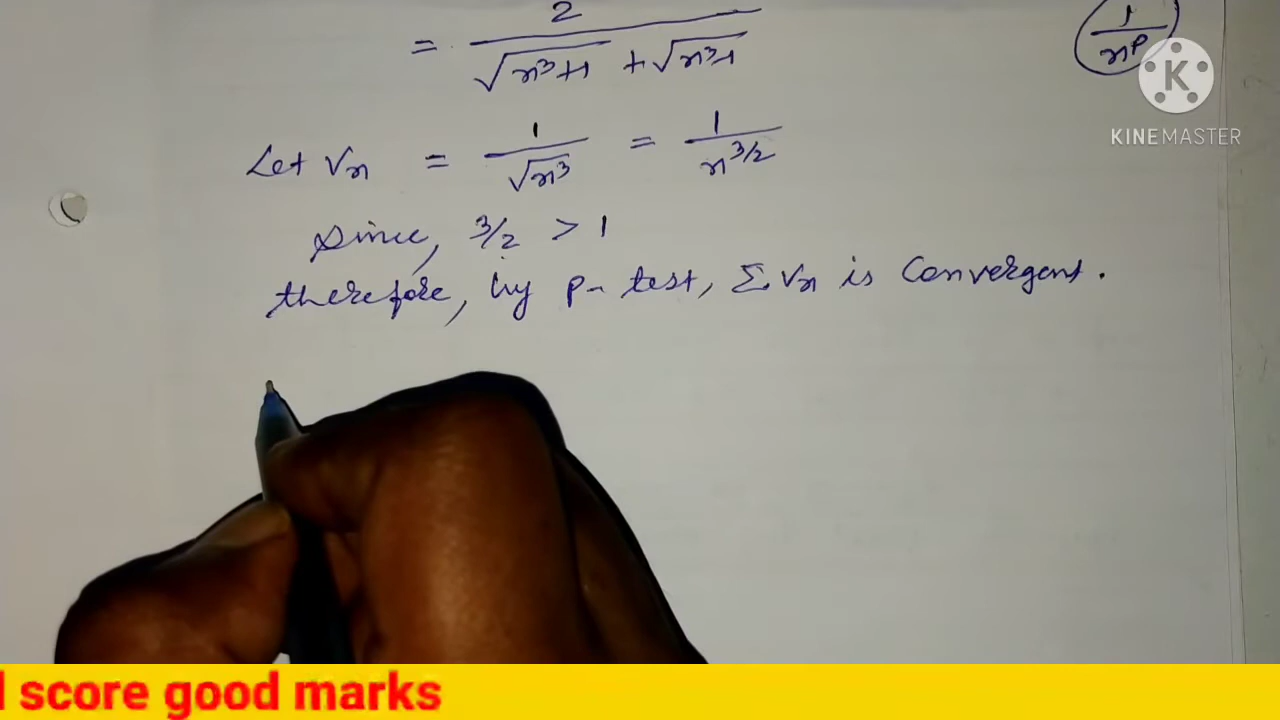 = 2 / √n³+1 + √n³-1
1 / n^p
K
KINEMASTER
Let Vn = 1 / √n³ = 1 / n^3/2
Since, 3/2 > 1
therefore, by p- test, Σ Vn is Convergent.
score good marks